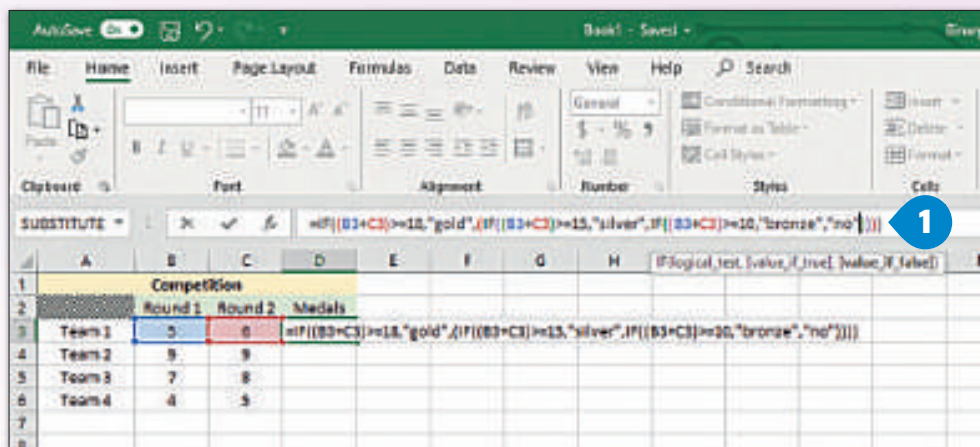 AutoSave On Book1 - Saved
File Home Insert Page Layout Formulas Data Review View Help Search
Paste 11 A A General Conditional Formatting Insert
B I U A $ % 9 Format as Table Delete
Cell Styles Format
Clipboard Font Alignment Number Styles Cells
SUBSTITUTE fx =IF((B3+C3)>=18,"gold",(IF((B3+C3)>=15,"silver",IF((B3+C3)>=10,"bronze","no")))) 1
A B C D E F G H IF(logical_test, [value_if_true], [value_if_false])
1 Competition
2 Round 1 Round 2 Medals
3 Team 1 5 6 =IF((B3+C3)>=18,"gold",(IF((B3+C3)>=15,"silver",IF((B3+C3)>=10,"bronze","no"))))
4 Team 2 9 9
5 Team 3 7 8
6 Team 4 4 5
7
8